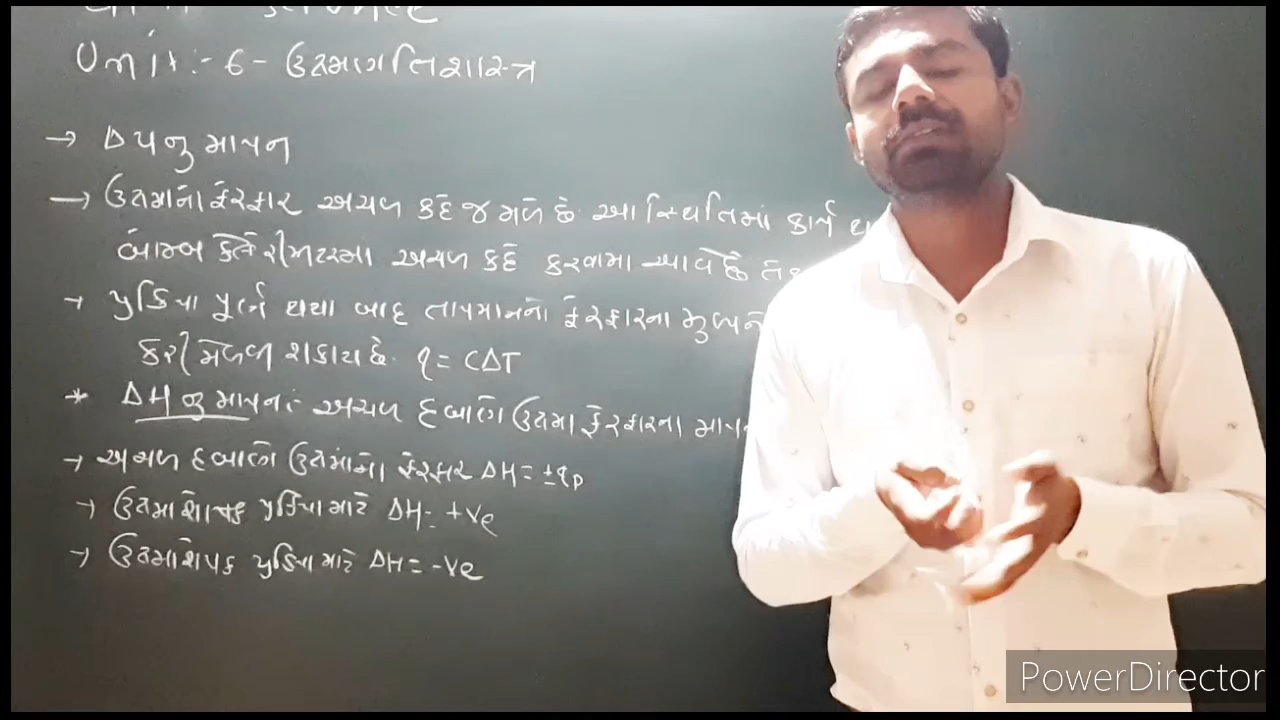 Unit :- 6 - ઉષ્માગતિશાસ્ત્ર
→ ΔUનુ માપન
→ ઉષ્માનો ફેરફાર અચળ કદે જ મળે છે. આ સ્થિતિમાં કાર્ય
બોમ્બ કેલેરીમીટરમા અચળ કદે કરવામા આવે છે
→ પ્રક્રિયા પૂર્ણ થયા બાદ તાપમાનનો ફેરફારના મુલ્યને
કરી મેળવી શકાય છે. q = CΔT
* ΔH નુ માપન : અચળ દબાણે ઉષ્મા ફેરફારના માપન
→ અચળ દબાણે ઉષ્માનો ફેરફાર ΔH = ±qp
→ ઉષ્માશોષક પ્રક્રિયા માટે ΔH = +ve
→ ઉષ્માક્ષેપક પ્રક્રિયા માટે ΔH = -ve
PowerDirector